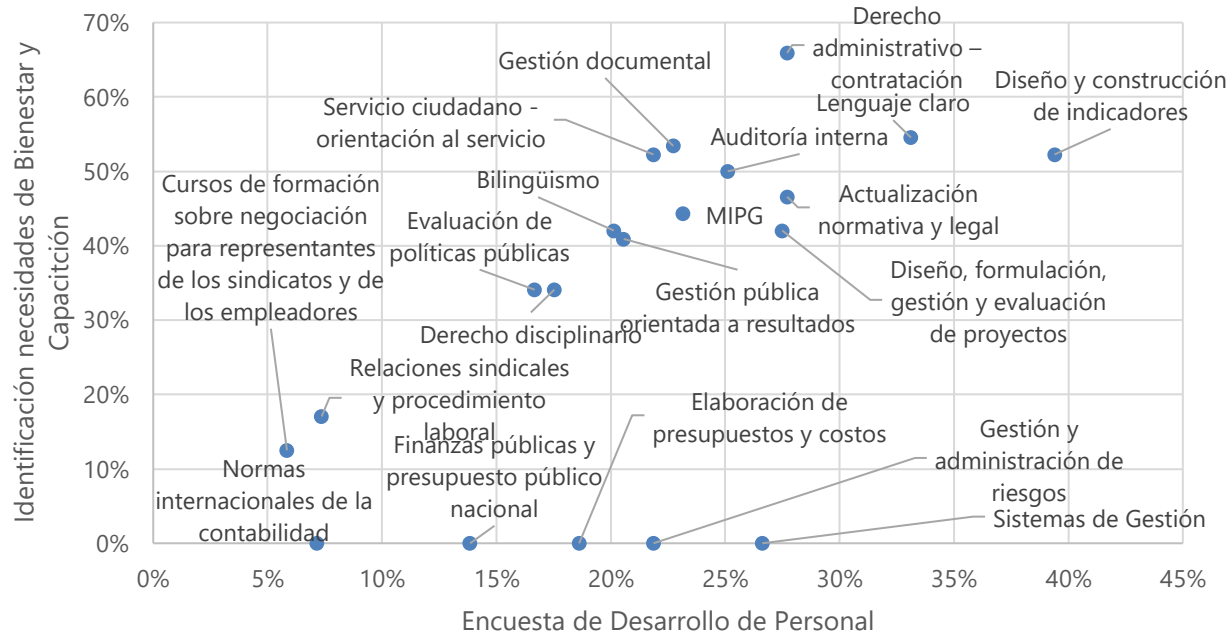 Identificación necesidades de Bienestar y
Capacitción
70%
60%
50%
40%
30%
20%
10%
0%
Derecho
administrativo –
contratación
Gestión documental
Diseño y construcción
de indicadores
Servicio ciudadano -
orientación al servicio
Lenguaje claro
Auditoría interna
Cursos de formación
sobre negociación
para representantes
de los sindicatos y de
los empleadores
Bilingüismo
Evaluación de
políticas públicas
MIPG
Actualización
normativa y legal
Gestión pública
orientada a resultados
Diseño, formulación,
gestión y evaluación
de proyectos
Derecho disciplinario
Relaciones sindicales
y procedimiento
laboral
Elaboración de
presupuestos y costos
Finanzas públicas y
presupuesto público
nacional
Gestión y
administración de
riesgos
Normas
internacionales de la
contabilidad
Sistemas de Gestión
0%
5%
10%
15%
20%
25%
30%
35%
40%
45%
Encuesta de Desarrollo de Personal